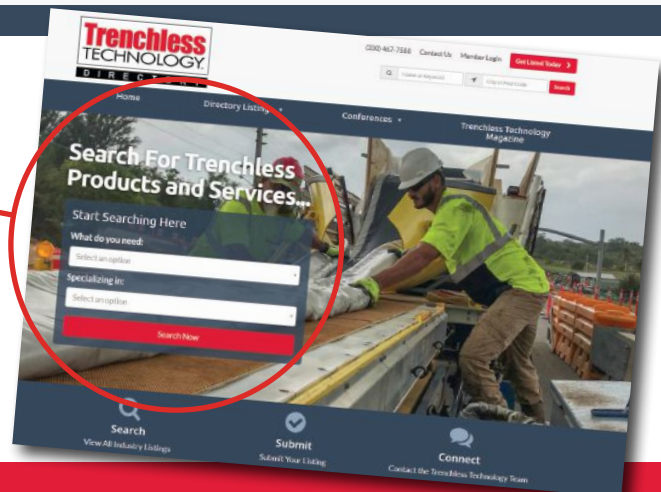 Trenchless
TECHNOLOGY
DIRECTORY
(330) 467-7588 Contact Us Member Login Get Listed Today >
Search
Home Directory Listings Conferences Trenchless Technology
Magazine
Search For Trenchless
Products and Services...
Start Searching Here
What do you need:
Select an option
Specializing in:
Select an option
Search Now
Search
View All Industry Listings
Submit
Submit Your Listing
Connect
Contact the Trenchless Technology Team